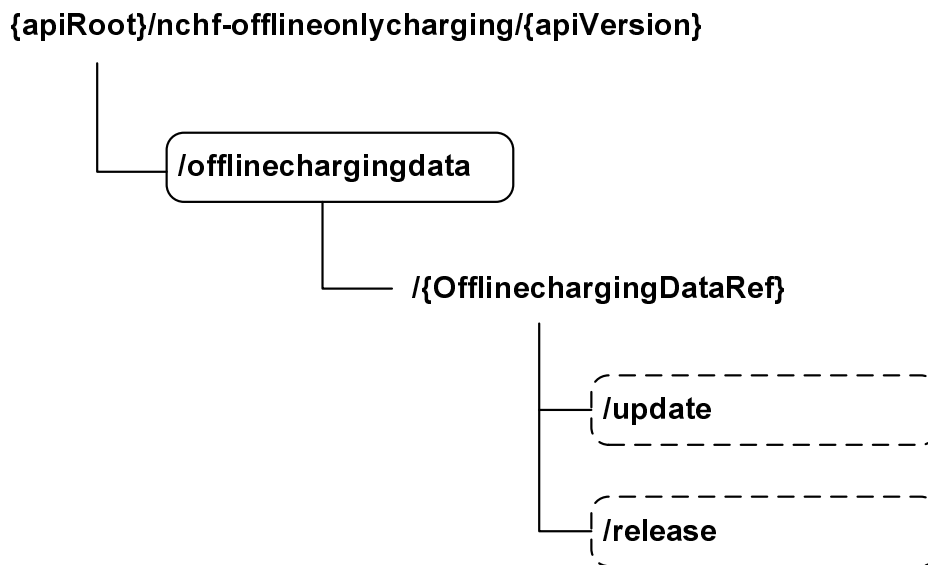 {apiRoot}/nchf-offlineonlycharging/{apiVersion}
/offlinechargingdata
/{OfflinechargingDataRef}
/update
/release